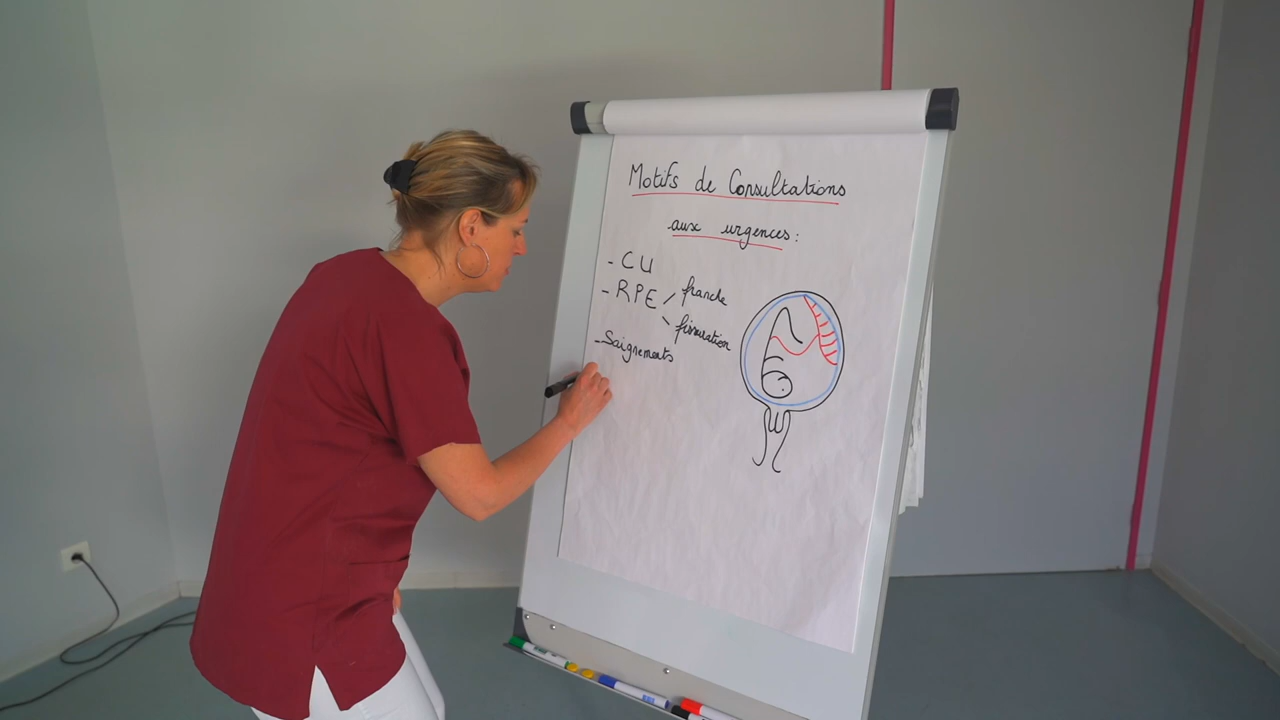 Motifs de Consultations
aux urgences :
- CU
- RPE / franche
\ fissuration
- Saignements